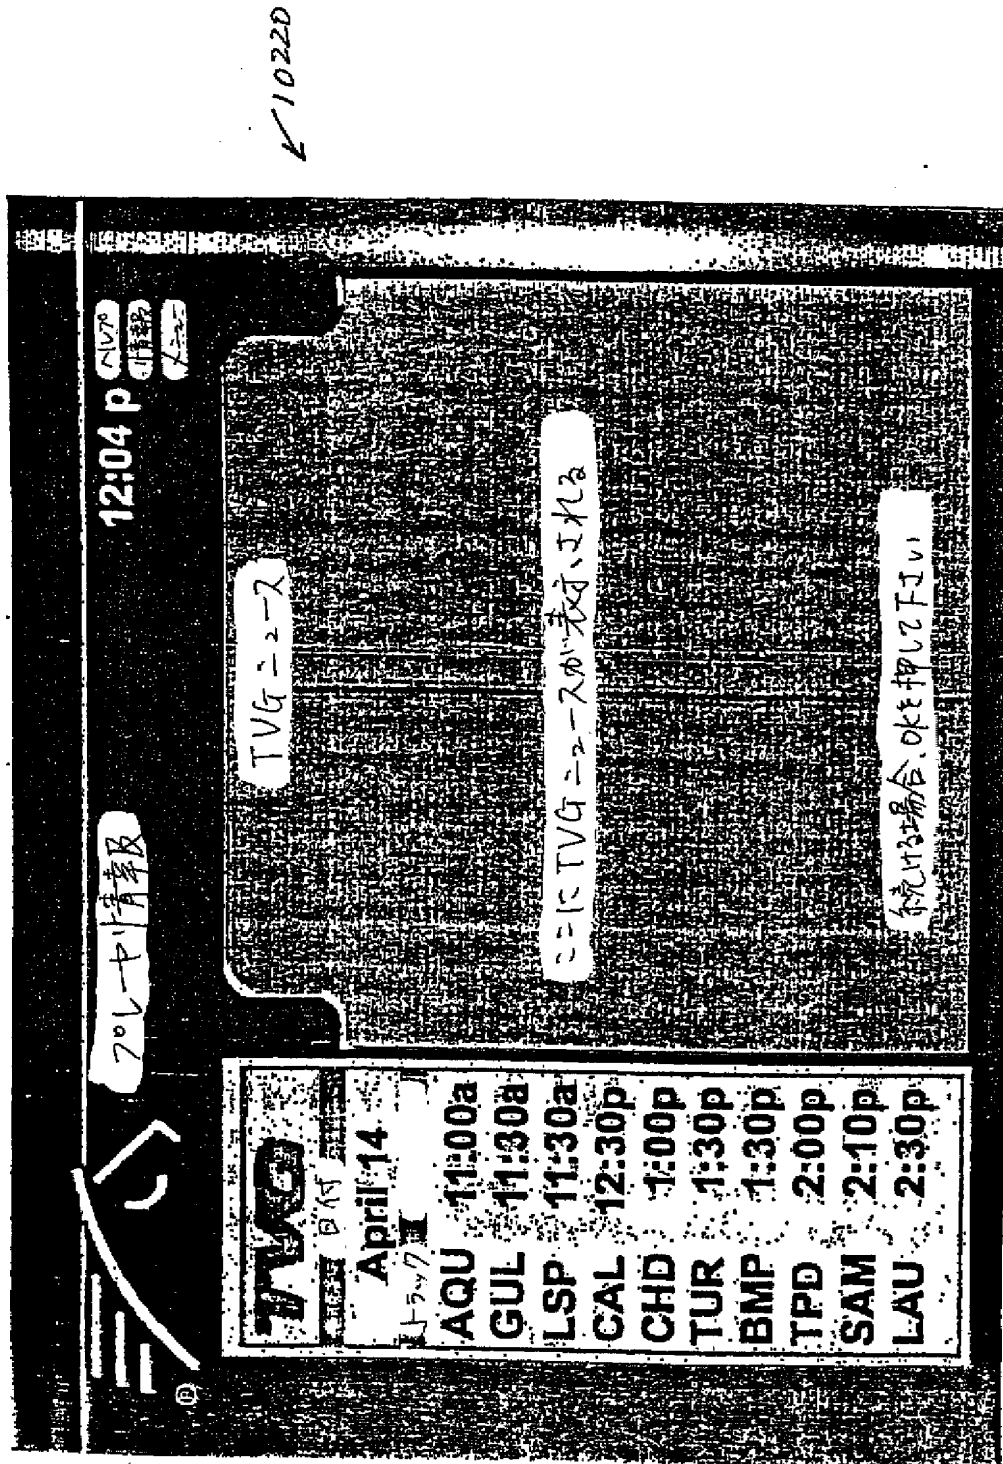 10220
プレーヤ情報
12:04 p
ヘルプ
情報
メニュー
TVG
日付
April 14
トラック
AQU 11:00a
GUL 11:30a
LSP 11:30a
CAL 12:30p
CHD 1:00p
TUR 1:30p
BMP 1:30p
TPD 2:00p
SAM 2:10p
LAU 2:30p
TVGニュース
ここにTVGニュースが表示される
続ける場合、OKを押して下さい
®